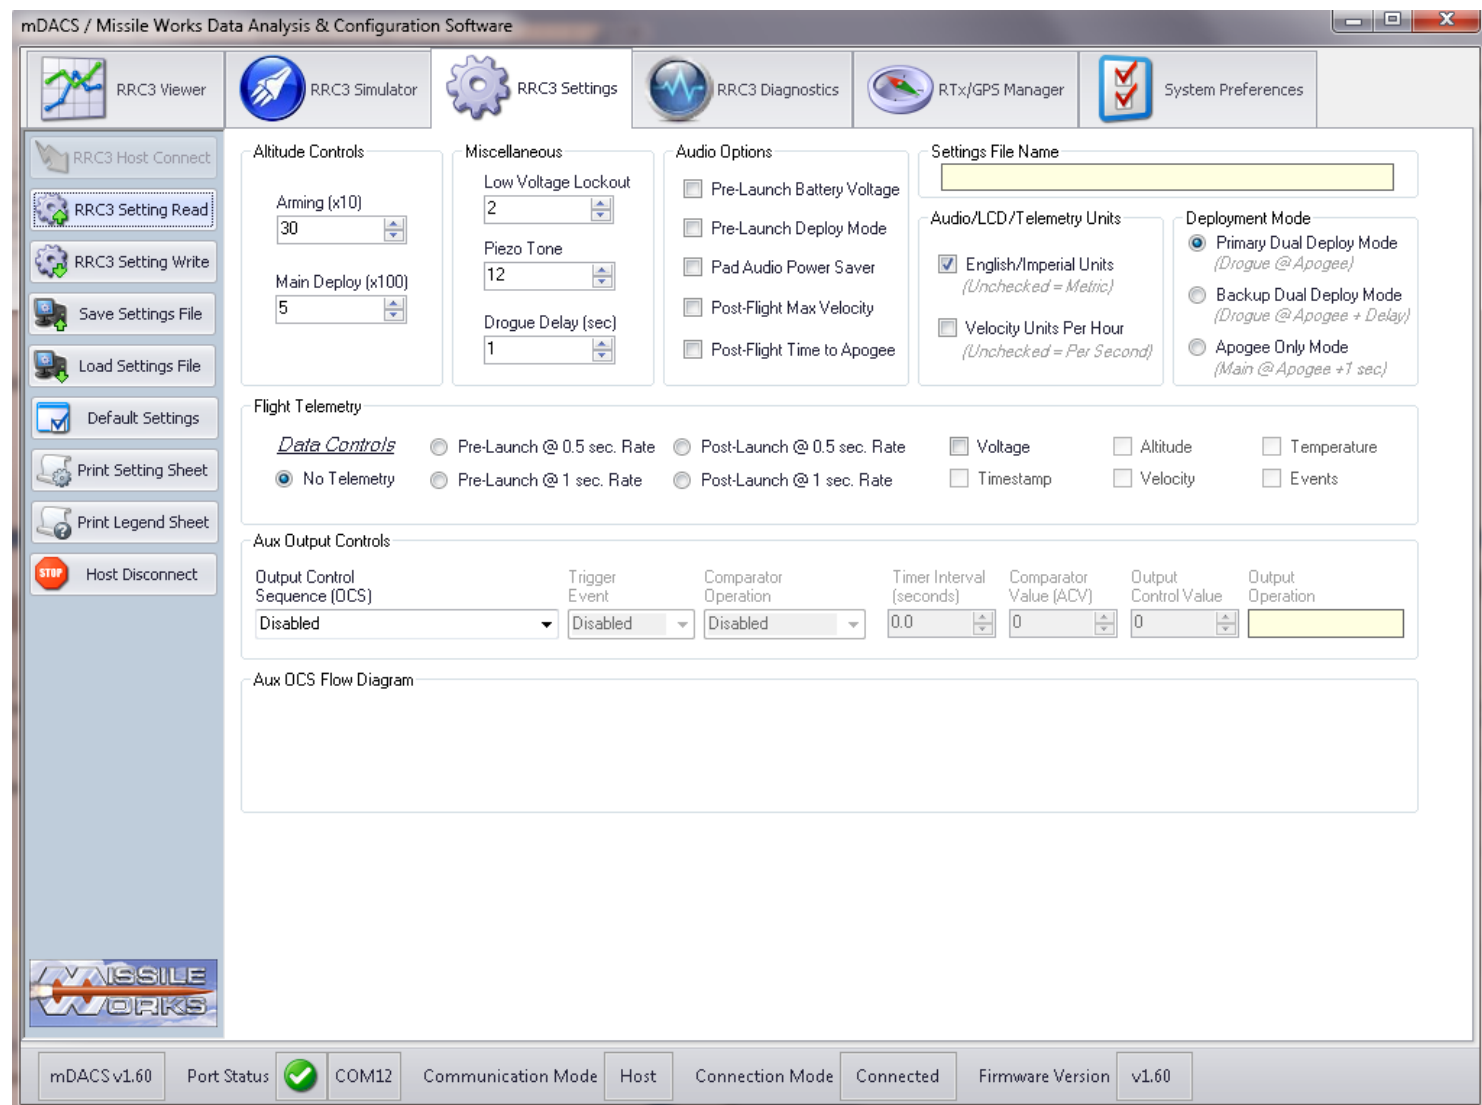 mDACS / Missile Works Data Analysis & Configuration Software
RRC3 Viewer
RRC3 Simulator
RRC3 Settings
RRC3 Diagnostics
RTx/GPS Manager
System Preferences
RRC3 Host Connect
RRC3 Setting Read
RRC3 Setting Write
Save Settings File
Load Settings File
Default Settings
Print Setting Sheet
Print Legend Sheet
STOP
Host Disconnect
Altitude Controls
Arming (x10)
30
Main Deploy (x100)
5
Miscellaneous
Low Voltage Lockout
2
Piezo Tone
12
Drogue Delay (sec)
1
Audio Options
Pre-Launch Battery Voltage
Pre-Launch Deploy Mode
Pad Audio Power Saver
Post-Flight Max Velocity
Post-Flight Time to Apogee
Settings File Name
Audio/LCD/Telemetry Units
English/Imperial Units
(Unchecked = Metric)
Velocity Units Per Hour
(Unchecked = Per Second)
Deployment Mode
Primary Dual Deploy Mode
(Drogue @ Apogee)
Backup Dual Deploy Mode
(Drogue @ Apogee + Delay)
Apogee Only Mode
(Main @ Apogee +1 sec)
Flight Telemetry
Data Controls
No Telemetry
Pre-Launch @ 0.5 sec. Rate
Pre-Launch @ 1 sec. Rate
Post-Launch @ 0.5 sec. Rate
Post-Launch @ 1 sec. Rate
Voltage
Altitude
Temperature
Timestamp
Velocity
Events
Aux Output Controls
Output Control
Sequence (OCS)
Disabled
Trigger
Event
Disabled
Comparator
Operation
Disabled
Timer Interval
(seconds)
0.0
Comparator
Value (ACV)
0
Output
Control Value
0
Output
Operation
Aux OCS Flow Diagram
MISSILE
WORKS
mDACS v1.60
Port Status
COM12
Communication Mode
Host
Connection Mode
Connected
Firmware Version
v1.60